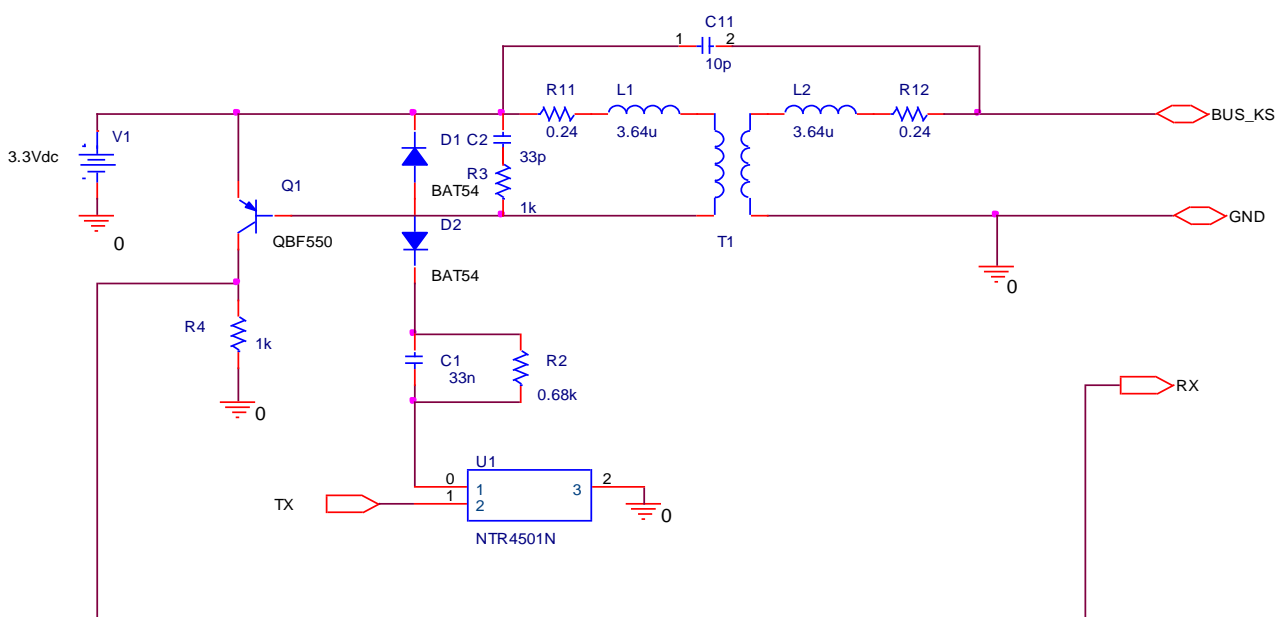 C11
1 2
10p
R11 L1 L2 R12
0.24 3.64u 3.64u 0.24
BUS_KS
V1
3.3Vdc
D1 C2
33p
R3
BAT54
1k
Q1
QBF550
0
D2
T1
GND
BAT54
0
R4
1k
C1
33n
R2
0.68k
0
RX
U1
0
1
1
2
3
2
TX
0
NTR4501N